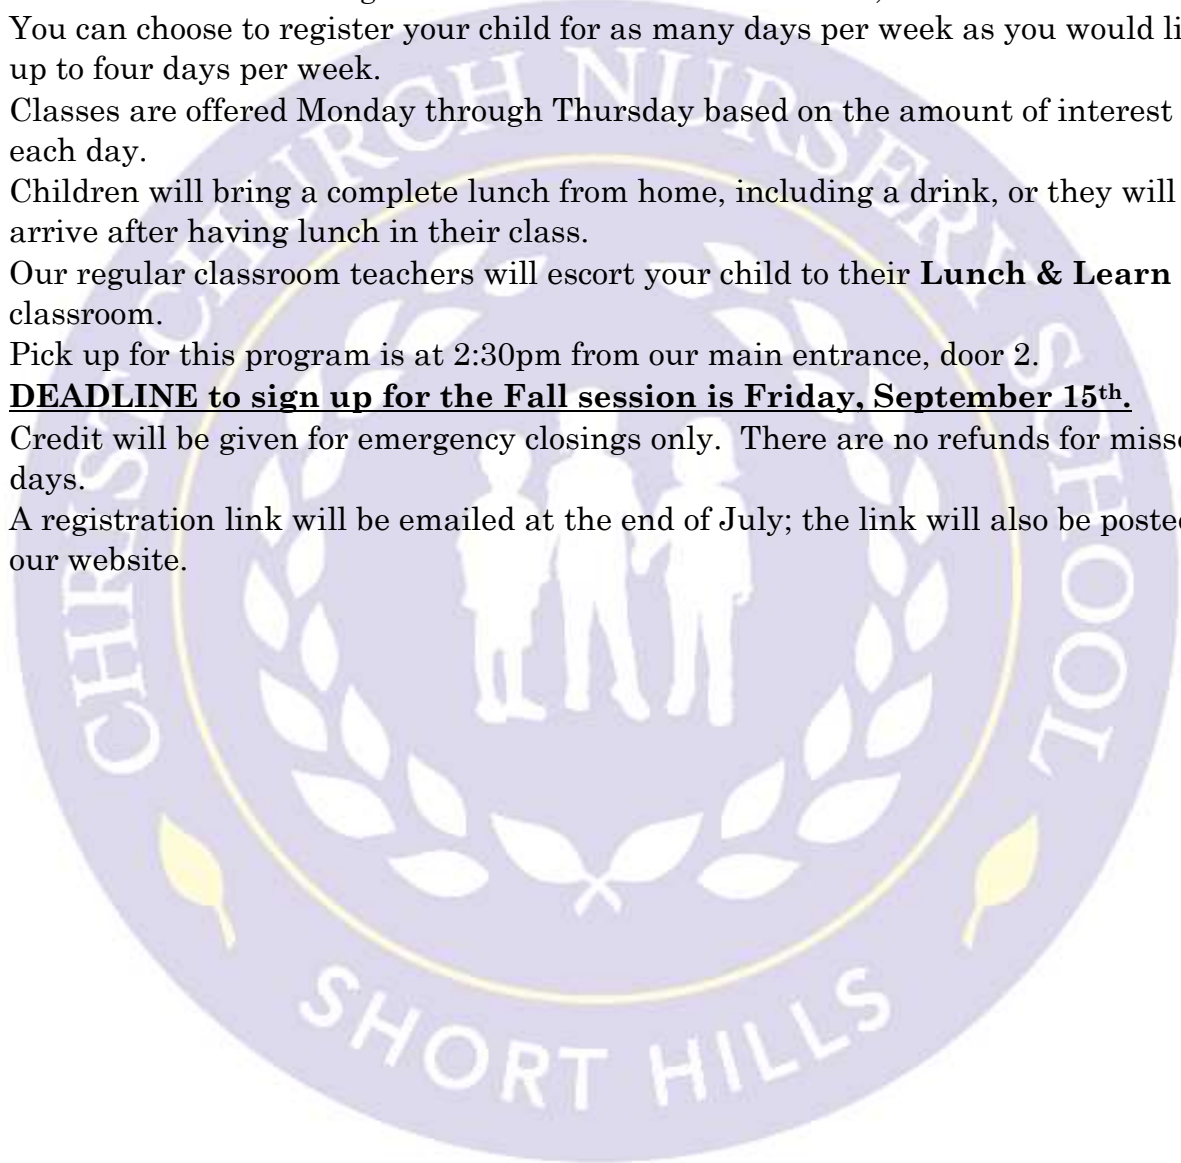 You can choose to register your child for as many days per week as you would
up to four days per week.
Classes are offered Monday through Thursday based on the amount of interest
each day.
Children will bring a complete lunch from home, including a drink, or they will
arrive after having lunch in their class.
Our regular classroom teachers will escort your child to their Lunch & Learn
classroom.
Pick up for this program is at 2:30pm from our main entrance, door 2.
DEADLINE to sign up for the Fall session is Friday, September 15th.
Credit will be given for emergency closings only. There are no refunds for
days.
A registration link will be emailed at the end of July; the link will also be
our website.
CHRIST CHURCH NURSERY SCHOOL
SHORT HILLS